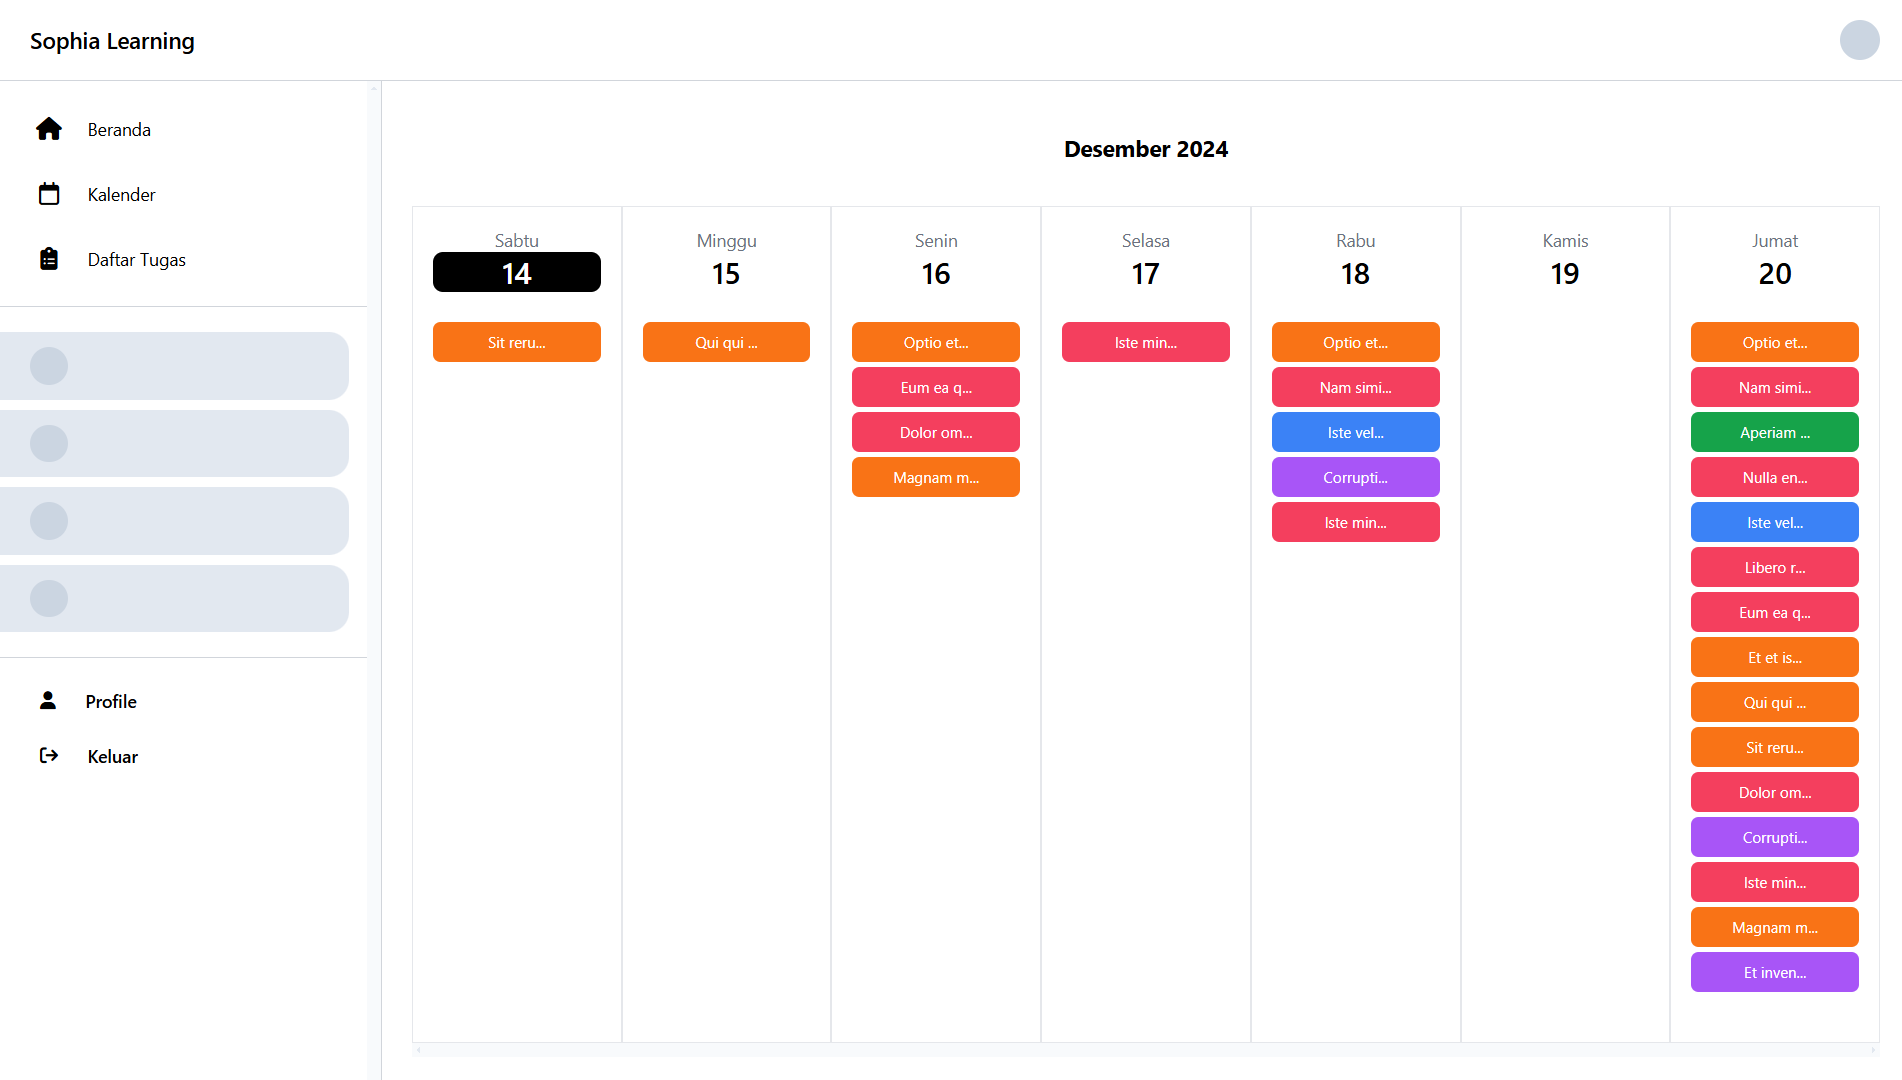 Sophia Learning
Beranda
Kalender
Daftar Tugas
Profile
Keluar
Desember 2024
Sabtu
14
Sit reru...
Minggu
15
Qui qui ...
Senin
16
Optio et...
Eum ea q...
Dolor om...
Magnam m...
Selasa
17
Iste min...
Rabu
18
Optio et...
Nam simi...
Iste vel...
Corrupti...
Iste min...
Kamis
19
Jumat
20
Optio et...
Nam simi...
Aperiam ...
Nulla en...
Iste vel...
Libero r...
Eum ea q...
Et et is...
Qui qui ...
Sit reru...
Dolor om...
Corrupti...
Iste min...
Magnam m...
Et inven...